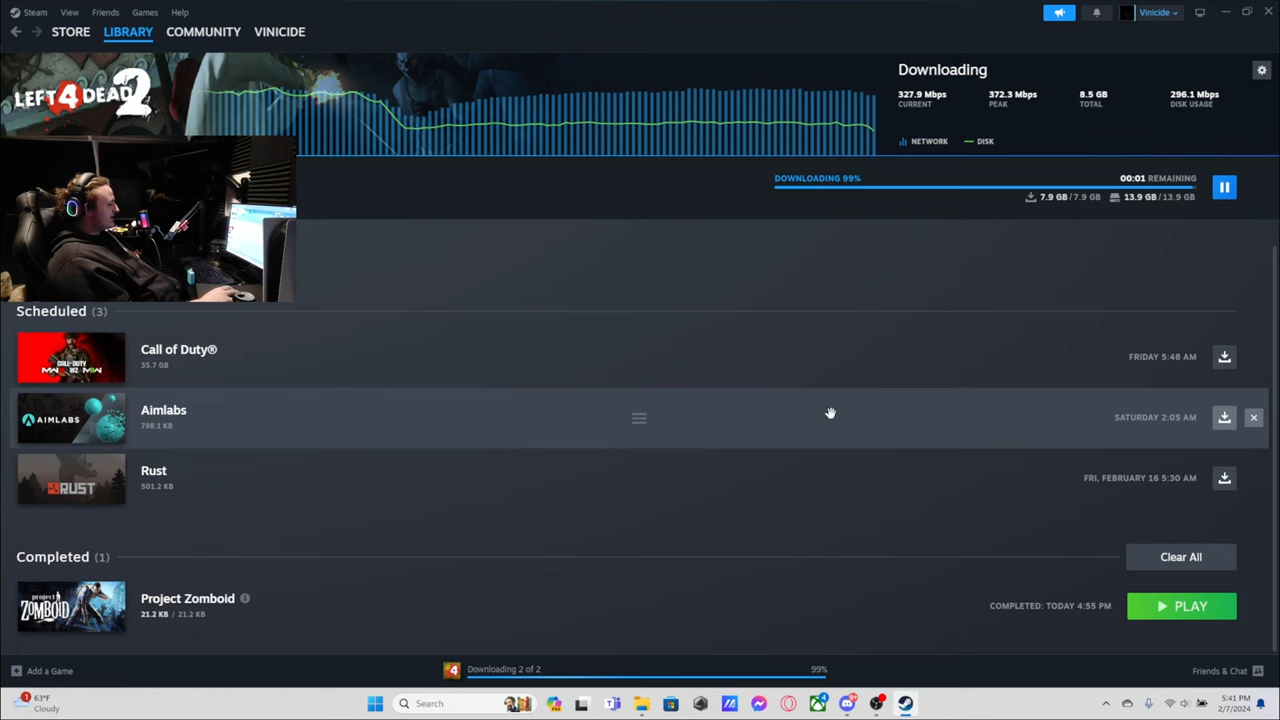 Steam View Friends Games Help
Vinicide
STORE LIBRARY COMMUNITY VINICIDE
LEFT 4 DEAD 2
Downloading
327.9 Mbps 372.3 Mbps 8.5 GB 296.1 Mbps
CURRENT PEAK TOTAL DISK USAGE
NETWORK DISK
DOWNLOADING 99% 00:01 REMAINING
7.9 GB / 7.9 GB 13.9 GB / 13.9 GB
Scheduled (3)
Call of Duty® FRIDAY 5:48 AM
35.7 GB
CALL OF DUTY
Aimlabs SATURDAY 2:05 AM
798.1 KB
AIMLABS
Rust FRI, FEBRUARY 16 5:30 AM
501.2 KB
RUST
Completed (1) Clear All
Project Zomboid COMPLETED: TODAY 4:55 PM PLAY
21.2 KB / 21.2 KB
project ZOMBOID
Add a Game Downloading 2 of 2 99% Friends & Chat
1 63°F
Cloudy
Search
4
5:41 PM
2/7/2024